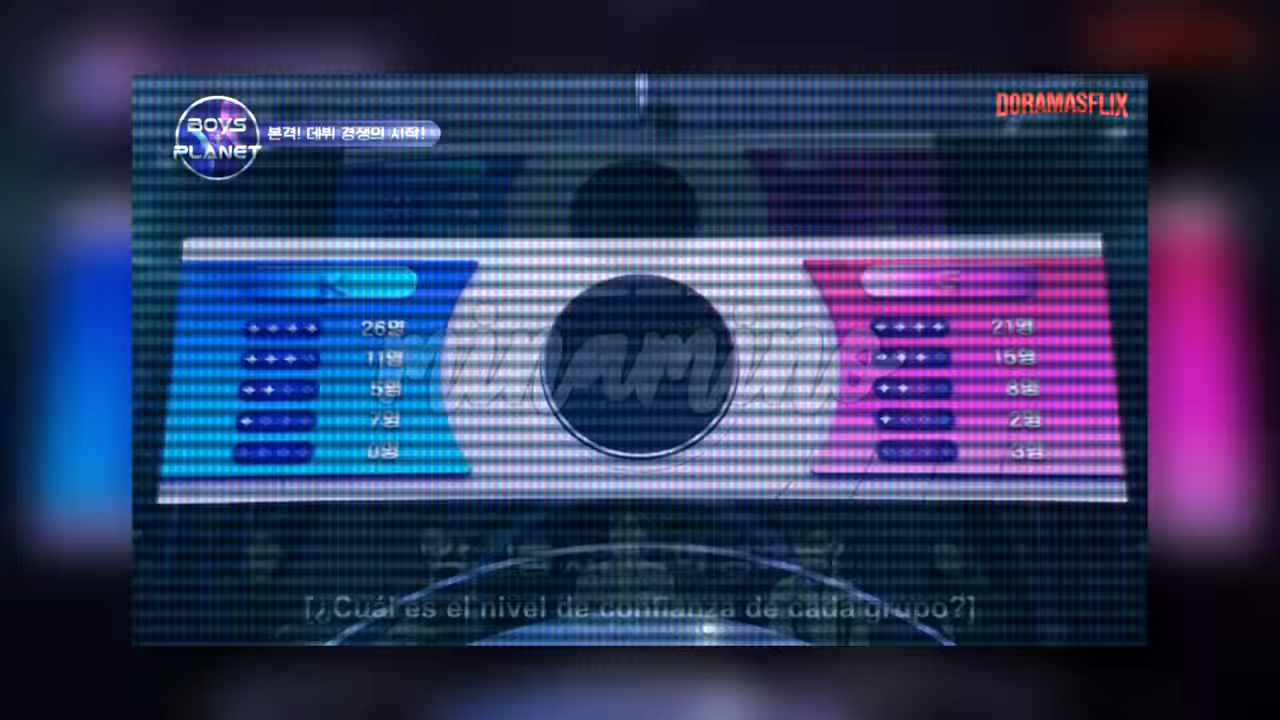 BOYS
PLANET
본격! 데뷔 경쟁의 시작!
DORAMASFLIX
K
G
26명
11명
5명
7명
0명
21명
15명
8명
2명
3명
[¿Cuál es el nivel de confianza de cada grupo?]